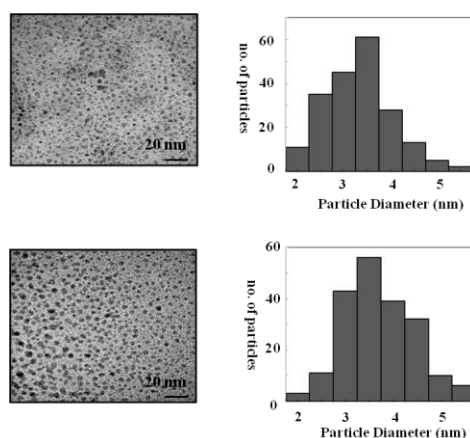 20 nm
no. of particles
60
40
20
0
2 3 4 5
Particle Diameter (nm)
20 nm
no. of particles
60
40
20
0
2 3 4 5
Particle Diameter (nm)